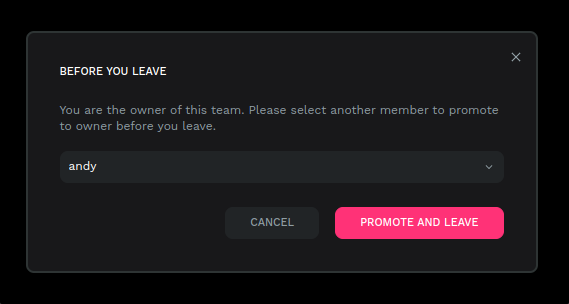 BEFORE YOU LEAVE
You are the owner of this team. Please select another member to promote
to owner before you leave.
andy
CANCEL
PROMOTE AND LEAVE